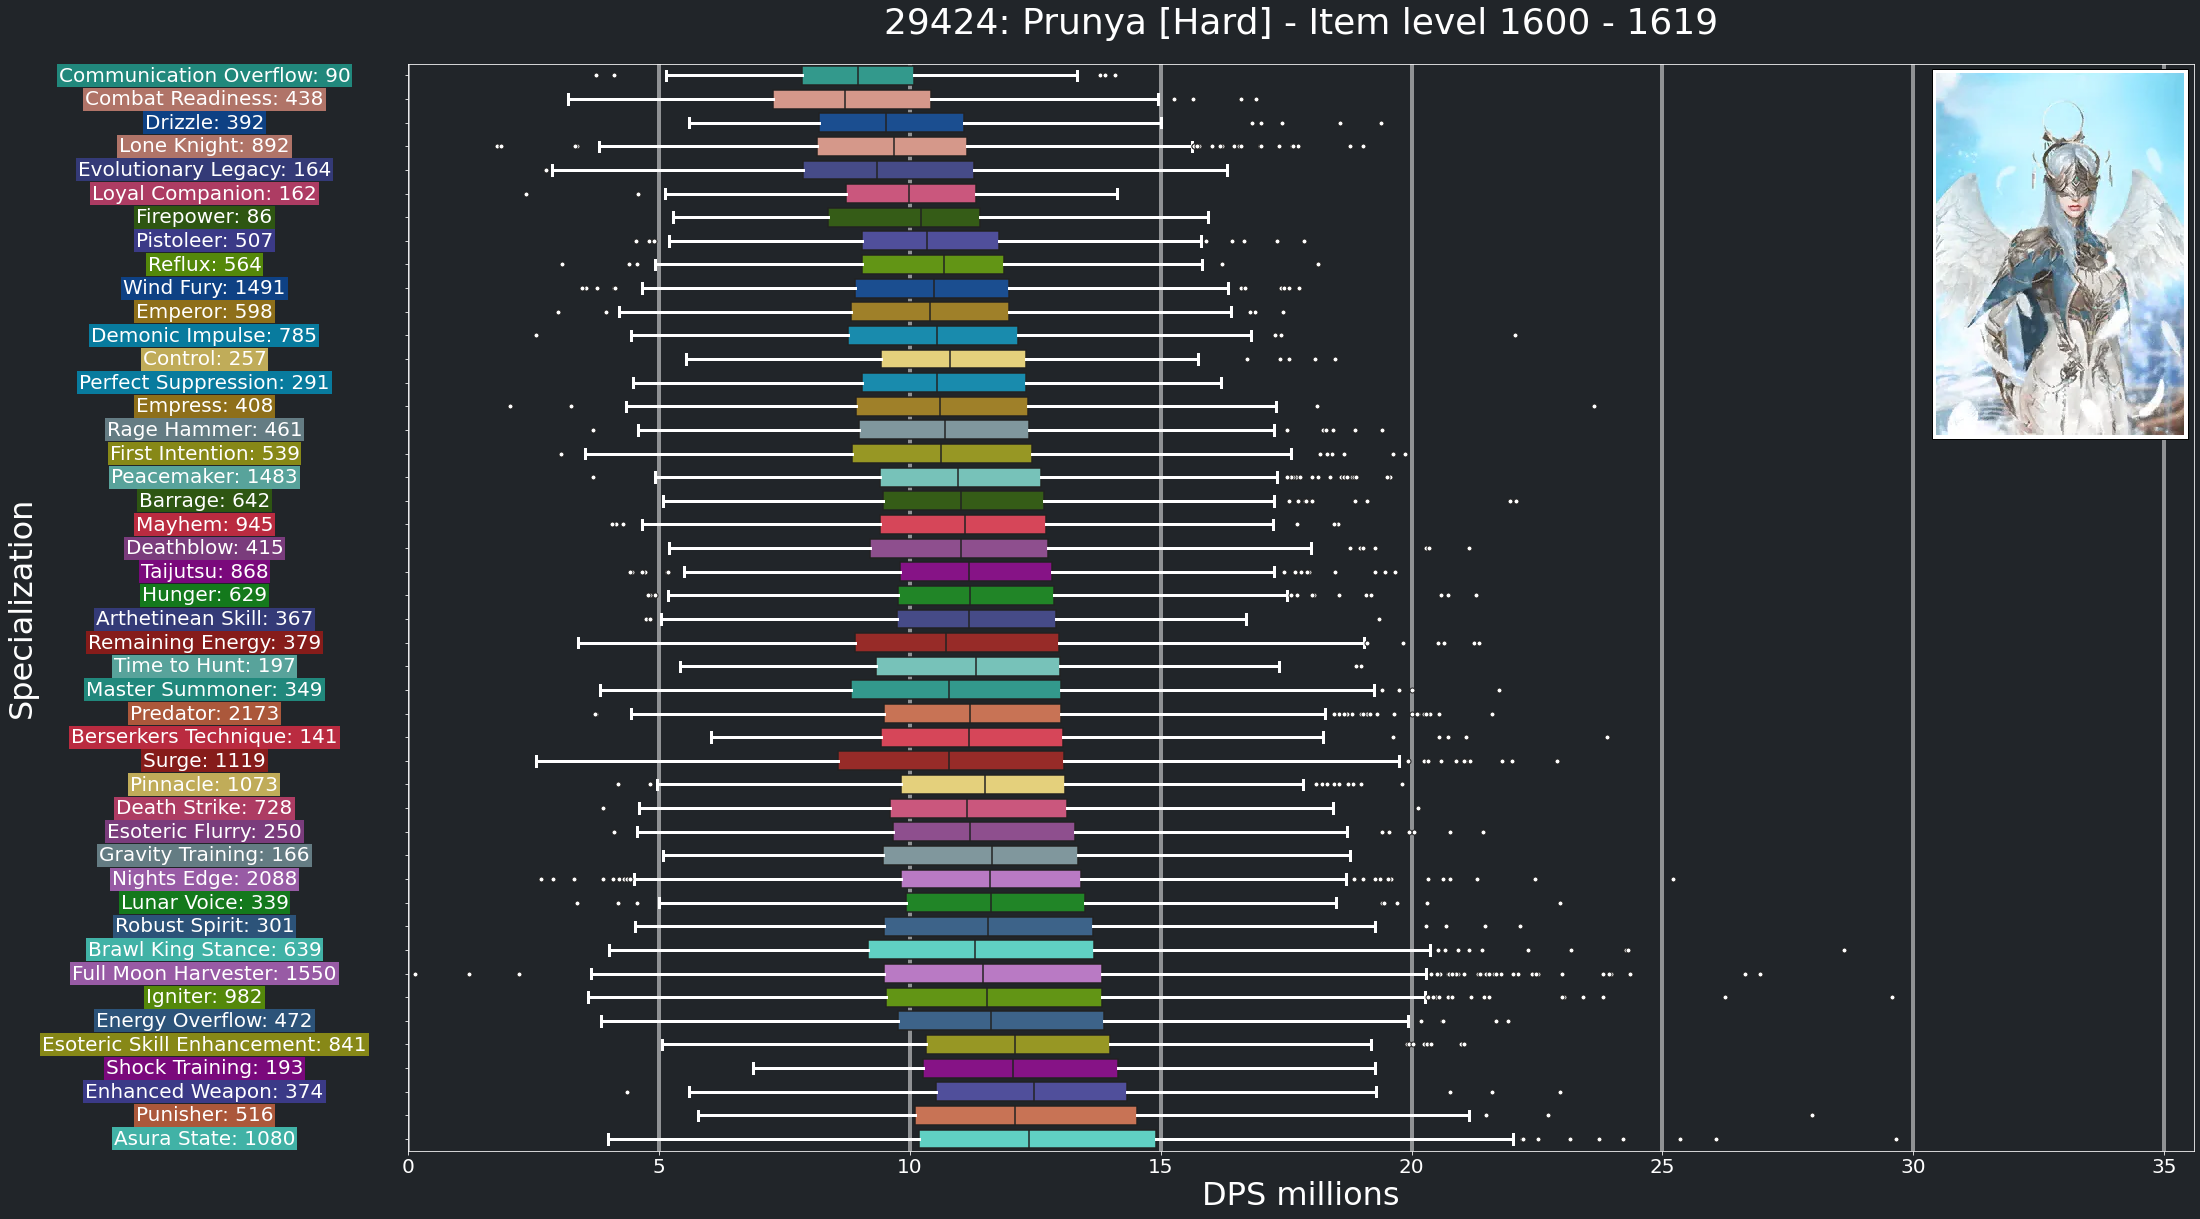 29424: Prunya [Hard] - Item level 1600 - 1619
Specialization
Communication Overflow: 90
Combat Readiness: 438
Drizzle: 392
Lone Knight: 892
Evolutionary Legacy: 164
Loyal Companion: 162
Firepower: 86
Pistoleer: 507
Reflux: 564
Wind Fury: 1491
Emperor: 598
Demonic Impulse: 785
Control: 257
Perfect Suppression: 291
Empress: 408
Rage Hammer: 461
First Intention: 539
Peacemaker: 1483
Barrage: 642
Mayhem: 945
Deathblow: 415
Taijutsu: 868
Hunger: 629
Arthetinean Skill: 367
Remaining Energy: 379
Time to Hunt: 197
Master Summoner: 349
Predator: 2173
Berserkers Technique: 141
Surge: 1119
Pinnacle: 1073
Death Strike: 728
Esoteric Flurry: 250
Gravity Training: 166
Nights Edge: 2088
Lunar Voice: 339
Robust Spirit: 301
Brawl King Stance: 639
Full Moon Harvester: 1550
Igniter: 982
Energy Overflow: 472
Esoteric Skill Enhancement: 841
Shock Training: 193
Enhanced Weapon: 374
Punisher: 516
Asura State: 1080
0 5 10 15 20 25 30 35
DPS millions